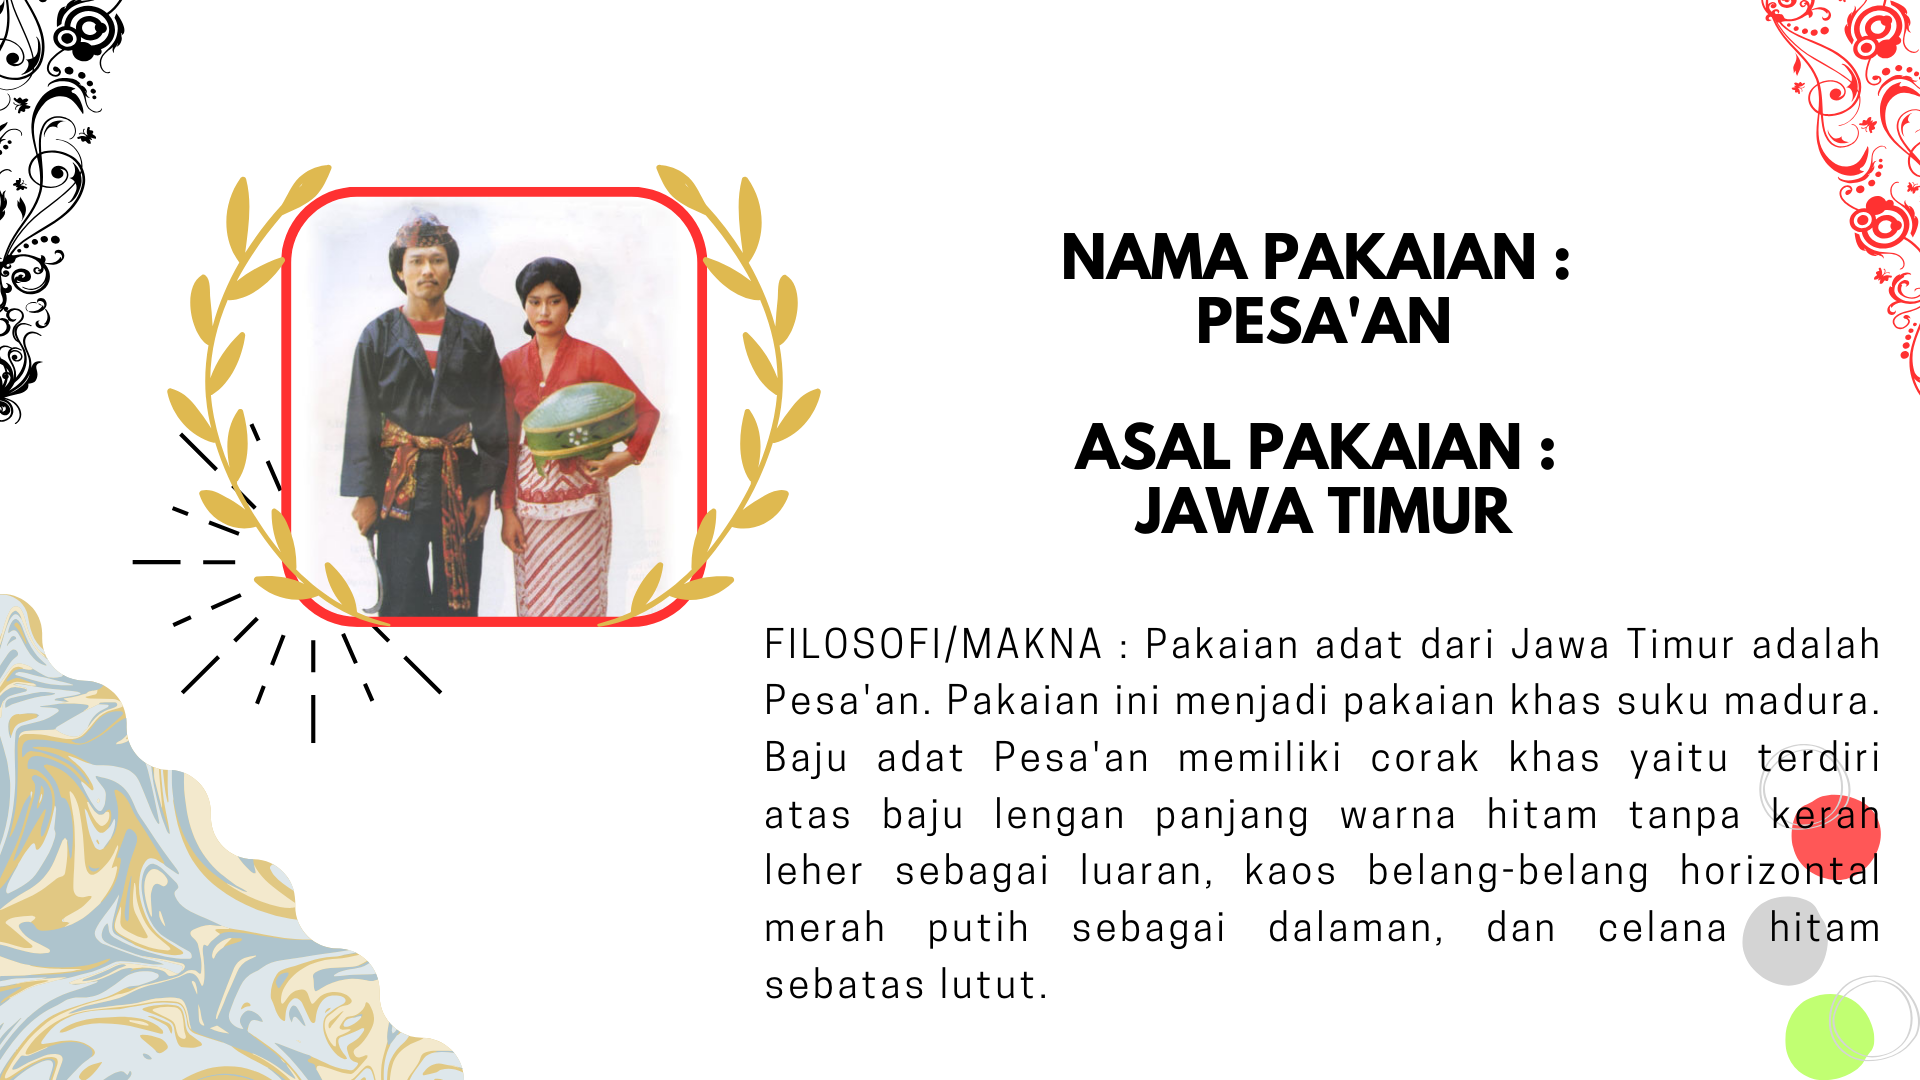 NAMA PAKAIAN :
PESA'AN
ASAL PAKAIAN :
JAWA TIMUR
FILOSOFI/MAKNA : Pakaian adat dari Jawa Timur adalah
Pesa'an. Pakaian ini menjadi pakaian khas suku madura.
Baju adat Pesa'an memiliki corak khas yaitu terdiri
atas baju lengan panjang warna hitam tanpa kerah
leher sebagai luaran, kaos belang-belang horizontal
merah putih sebagai dalaman, dan celana hitam
sebatas lutut.